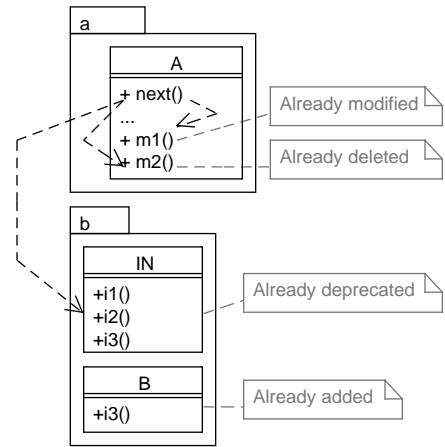 a
A
+ next()
...
+ m1()
+ m2()
Already modified
Already deleted
b
IN
+i1()
+i2()
+i3()
Already deprecated
B
+i3()
Already added